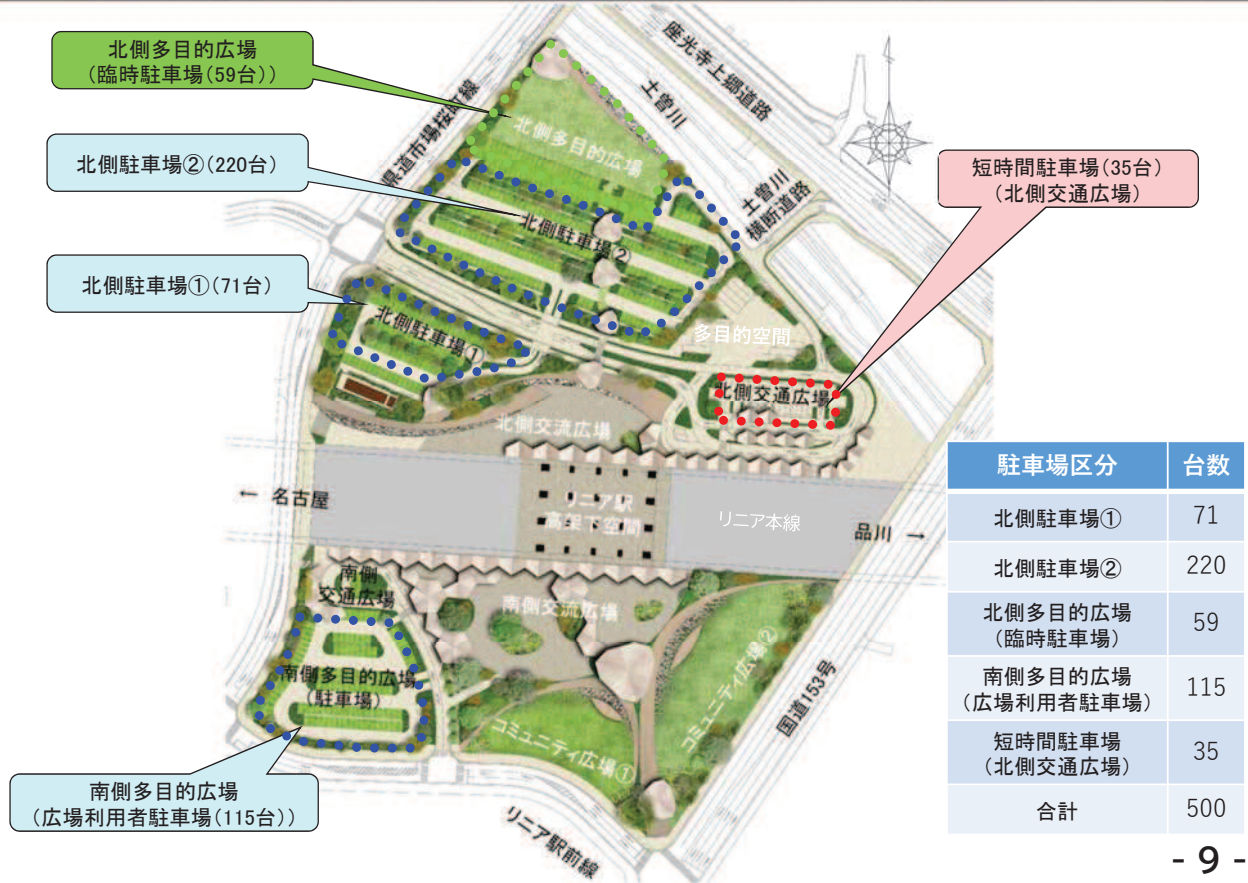 北側多目的広場
(臨時駐車場(59台))
北側駐車場②(220台)
北側駐車場①(71台)
短時間駐車場(35台)
(北側交通広場)
南側多目的広場
(広場利用者駐車場(115台))
座光寺上郷道路
土曽川
県道市場桜町線
北側多目的広場
土曽川
横断道路
北側駐車場②
北側駐車場①
多目的空間
北側交通広場
北側交流広場
← 名古屋
リニア駅
高架下空間
リニア本線
品川 →
南側
交通広場
南側交流広場
南側多目的広場
(駐車場)
コミュニティ広場①
コミュニティ広場②
国道153号
リニア駅前線
駐車場区分 台数
北側駐車場① 71
北側駐車場② 220
北側多目的広場
(臨時駐車場) 59
南側多目的広場
(広場利用者駐車場) 115
短時間駐車場
(北側交通広場) 35
合計 500
- 9 -